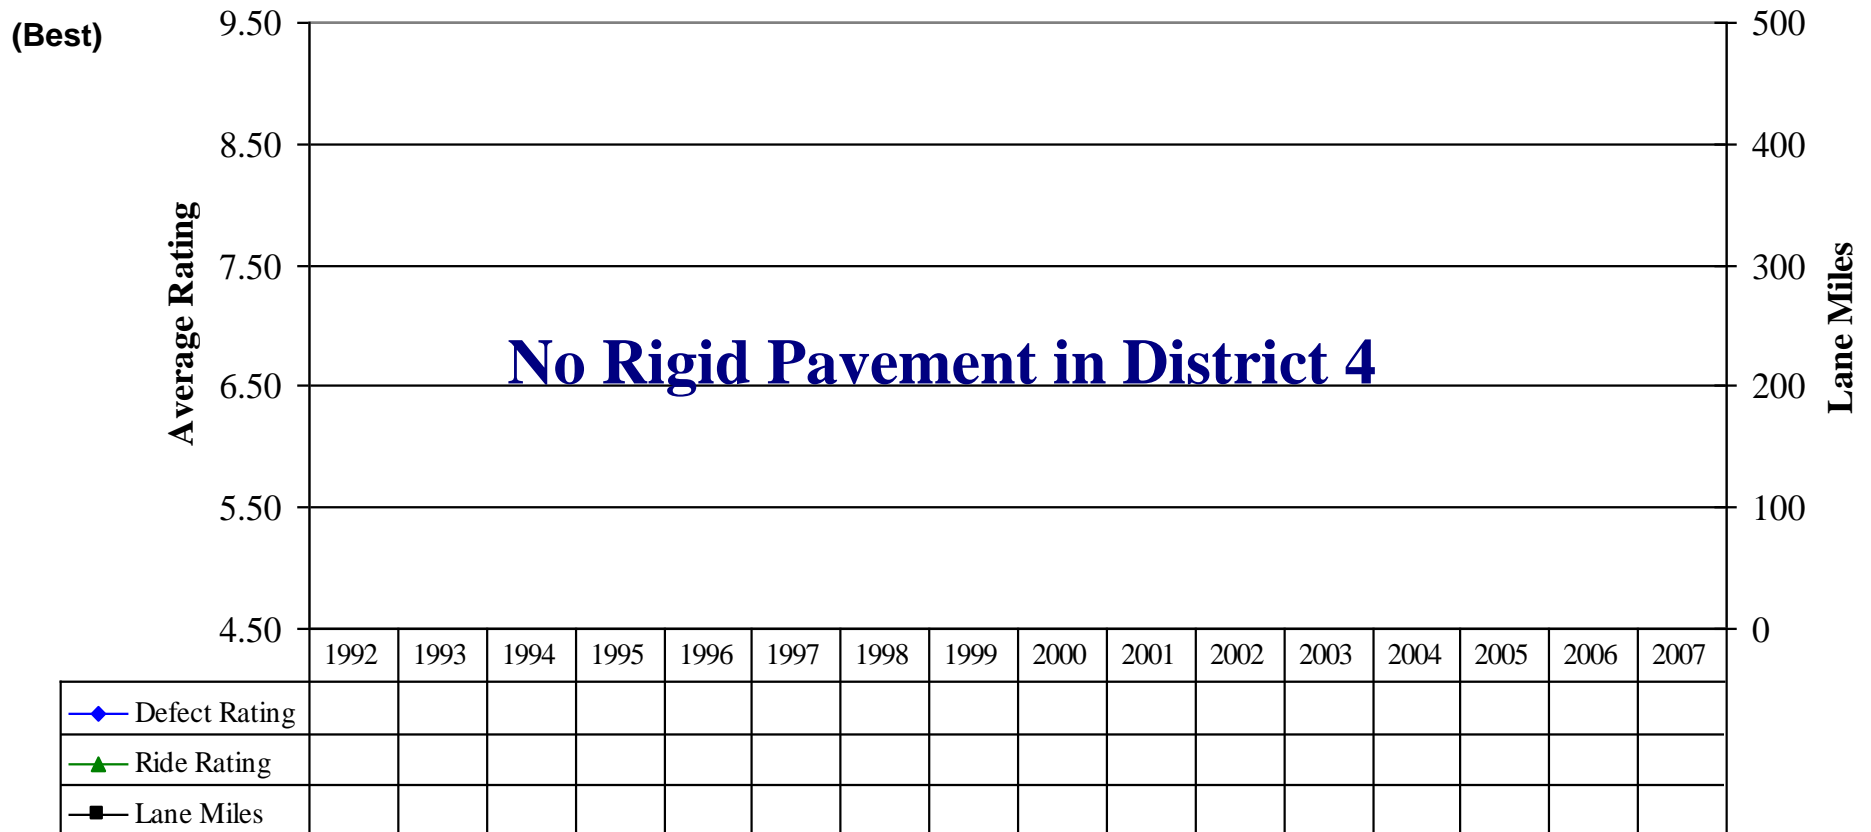 (Best)
9.50 500
8.50 400
7.50 300
6.50 200
5.50 100
4.50 0
Average Rating
Lane Miles
No Rigid Pavement in District 4
1992 1993 1994 1995 1996 1997 1998 1999 2000 2001 2002 2003 2004 2005 2006 2007
Defect Rating
Ride Rating
Lane Miles